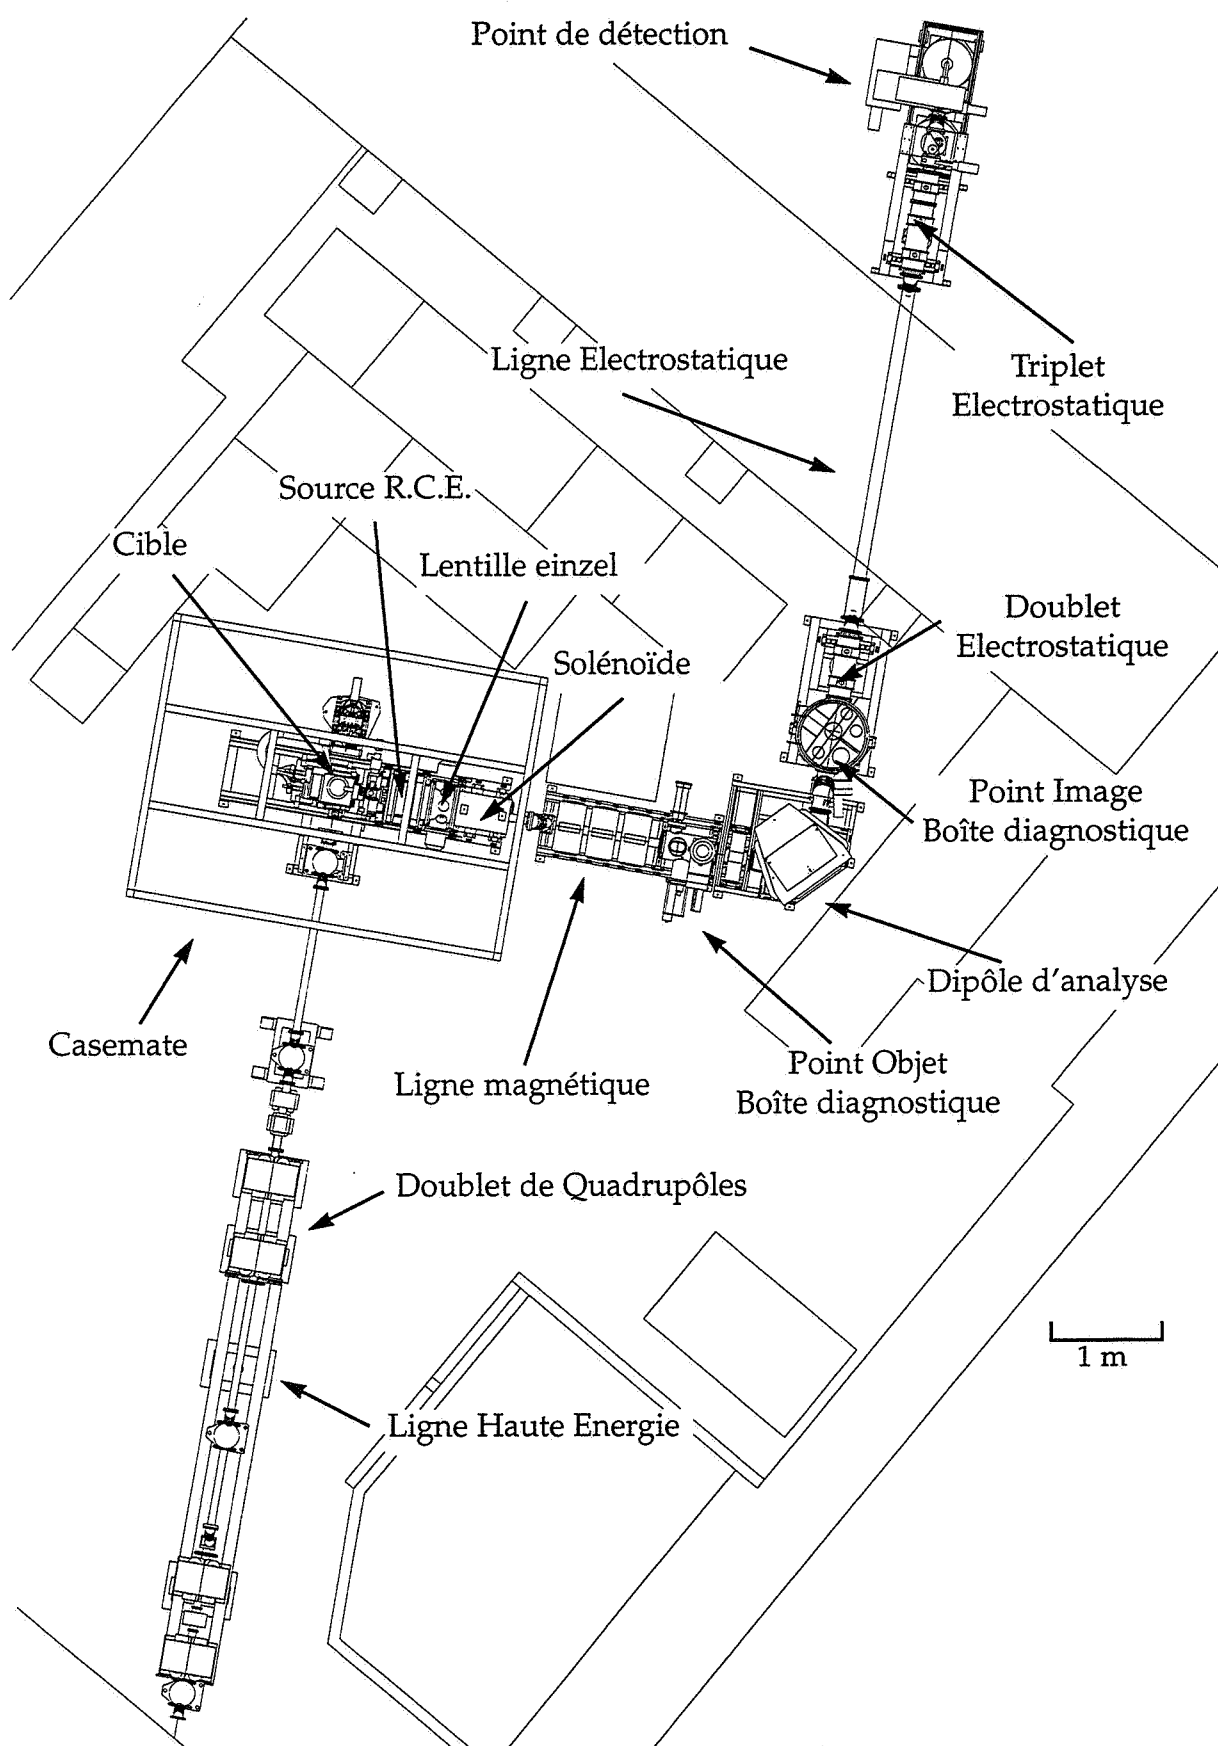 Point de détection
Ligne Electrostatique
Triplet
Electrostatique
Source R.C.E.
Cible
Lentille einzel
Doublet
Electrostatique
Solénoïde
Point Image
Boîte diagnostique
Dipôle d'analyse
Casemate
Ligne magnétique
Point Objet
Boîte diagnostique
Doublet de Quadrupôles
1 m
Ligne Haute Energie